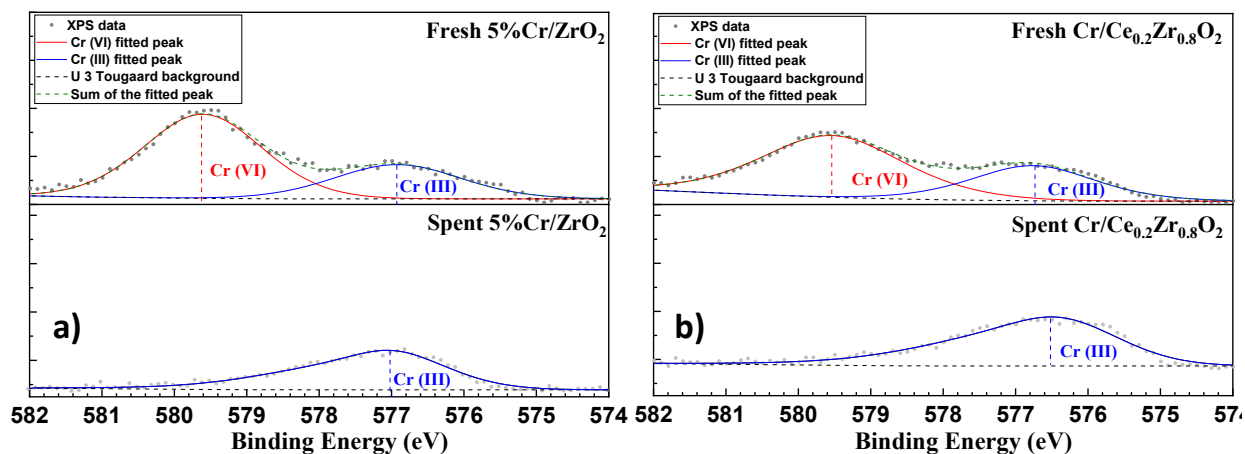 XPS data
Cr (VI) fitted peak
Cr (III) fitted peak
U 3 Tougaard background
Sum of the fitted peak
Fresh 5%Cr/ZrO2
Cr (VI)
Cr (III)
Spent 5%Cr/ZrO2
a)
Cr (III)
582 581 580 579 578 577 576 575 574
Binding Energy (eV)
XPS data
Cr (VI) fitted peak
Cr (III) fitted peak
U 3 Tougaard background
Sum of the fitted peak
Fresh Cr/Ce0.2Zr0.8O2
Cr (VI)
Cr (III)
Spent Cr/Ce0.2Zr0.8O2
b)
Cr (III)
582 581 580 579 578 577 576 575 574
Binding Energy (eV)